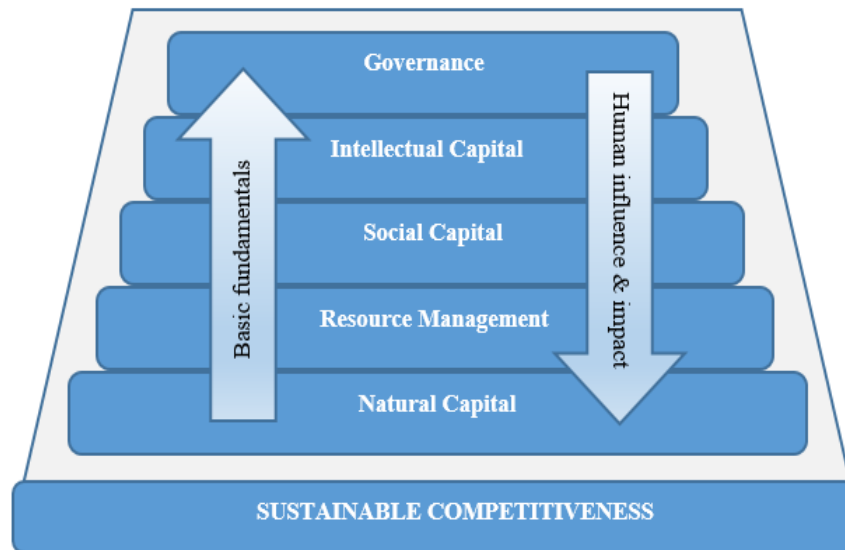 Governance
Intellectual Capital
Social Capital
Resource Management
Natural Capital
Basic fundamentals
Human influence & impact
SUSTAINABLE COMPETITIVENESS